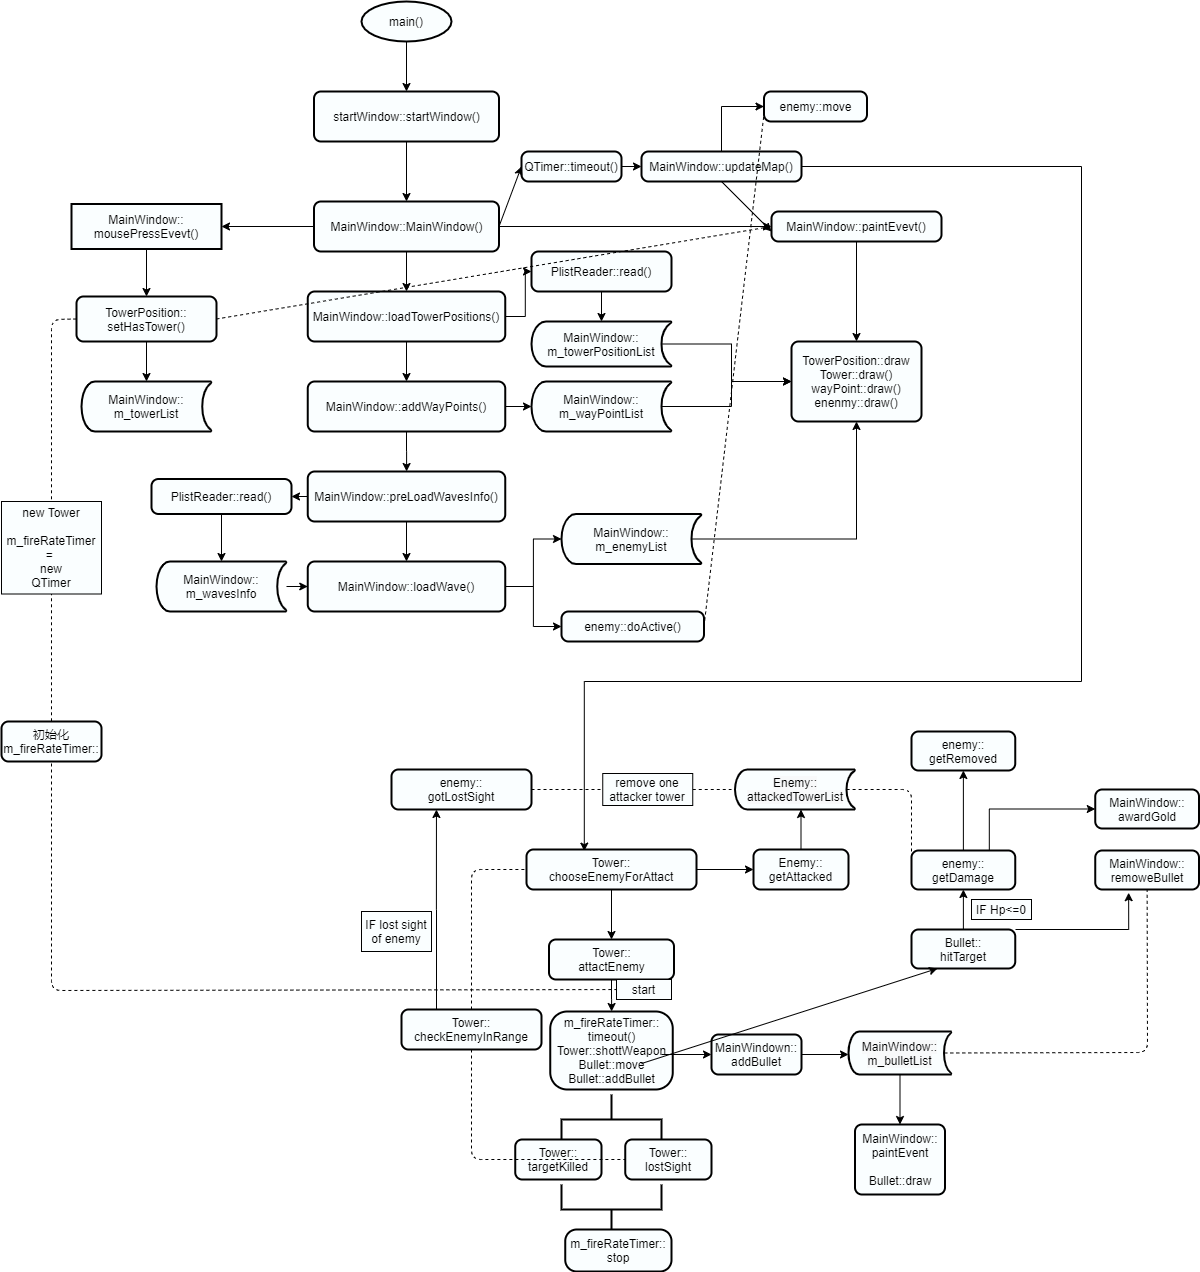 main()
startWindow::startWindow()
enemy::move
QTimer::timeout()
MainWindow::updateMap()
MainWindow::
mousePressEvevt()
MainWindow::MainWindow()
MainWindow::paintEvevt()
PlistReader::read()
TowerPosition::
setHasTower()
MainWindow::loadTowerPositions()
MainWindow::
m_towerPositionList
TowerPosition::draw
Tower::draw()
wayPoint::draw()
enenmy::draw()
MainWindow::
m_towerList
MainWindow::addWayPoints()
MainWindow::
m_wayPointList
PlistReader::read()
MainWindow::preLoadWavesInfo()
new Tower
m_fireRateTimer
=
new
QTimer
MainWindow::
m_enemyList
MainWindow::
m_wavesInfo
MainWindow::loadWave()
enemy::doActive()
初始化
m_fireRateTimer::
enemy::
getRemoved
enemy::
gotLostSight
remove one
attacker tower
Enemy::
attackedTowerList
MainWindow::
awardGold
Tower::
chooseEnemyForAttact
Enemy::
getAttacked
enemy::
getDamage
MainWindow::
remoweBullet
IF Hp<=0
IF lost sight
of enemy
Tower::
attactEnemy
Bullet::
hitTarget
start
Tower::
checkEnemyInRange
m_fireRateTimer::
timeout()
Tower::shottWeapon
Bullet::move
Bullet::addBullet
MainWindown::
addBullet
MainWindow::
m_bulletList
Tower::
targetKilled
Tower::
lostSight
MainWindow::
paintEvent
Bullet::draw
m_fireRateTimer::
stop